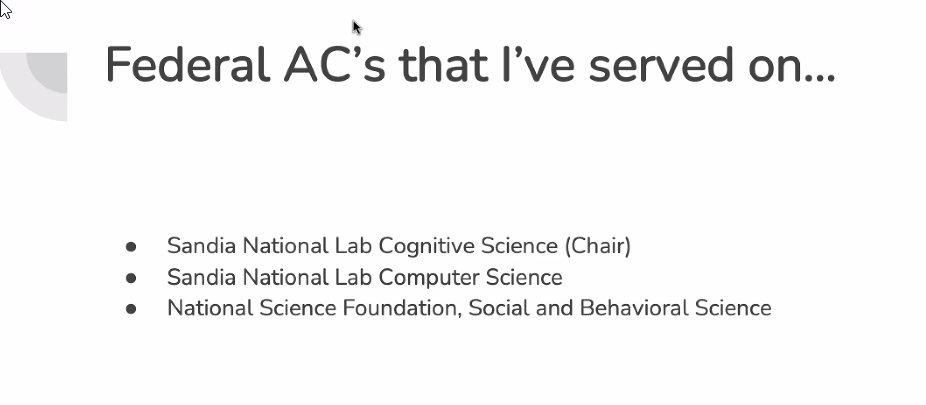 Federal AC’s that I’ve served on...
● Sandia National Lab Cognitive Science (Chair)
● Sandia National Lab Computer Science
● National Science Foundation, Social and Behavioral Science